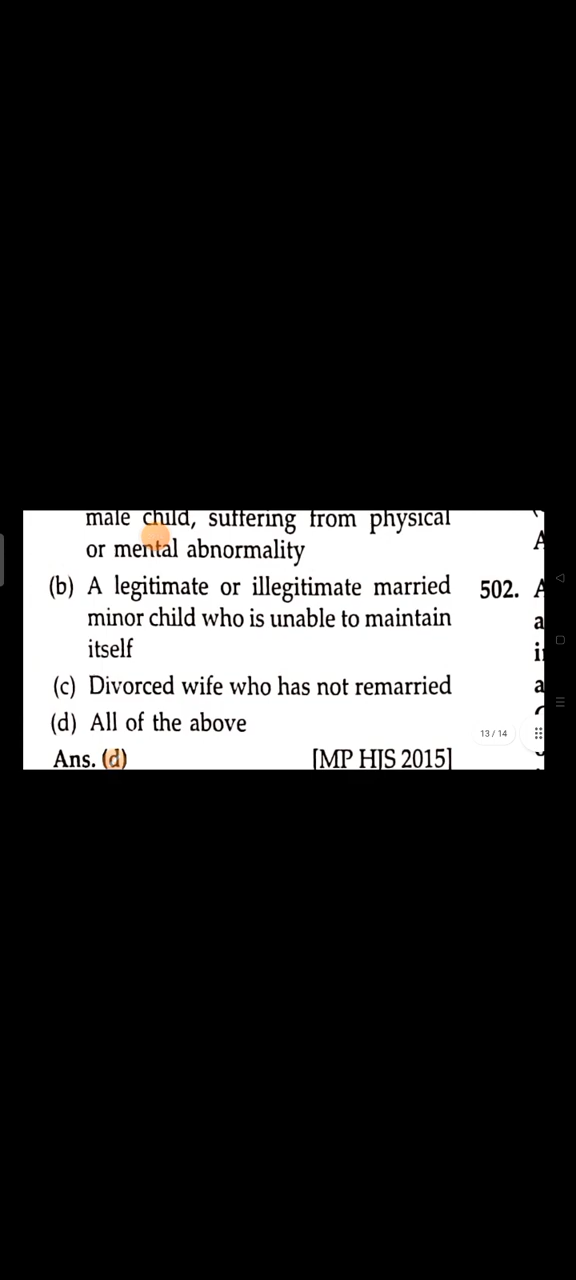 male child, suffering from physical
or mental abnormality
(b) A legitimate or illegitimate married
minor child who is unable to maintain
itself
(c) Divorced wife who has not remarried
(d) All of the above
Ans. (d) [MP HJS 2015]
A
502. A
a
a
13 / 14